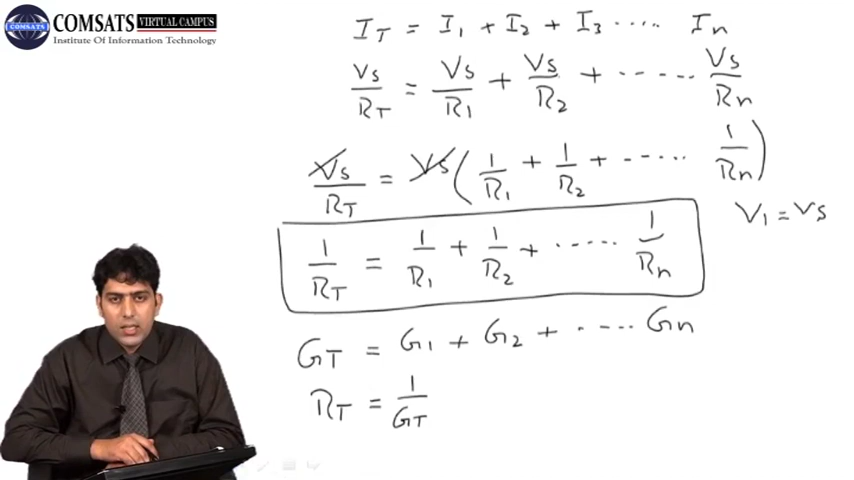 COMSATS VIRTUAL CAMPUS
Institute Of Information Technology
I_T = I_1 + I_2 + I_3 ..... I_n
Vs/R_T = Vs/R_1 + Vs/R_2 + ...... Vs/R_n
Vs/R_T = Vs(1/R_1 + 1/R_2 + ...... 1/R_n)
V_1 = Vs
1/R_T = 1/R_1 + 1/R_2 + ...... 1/R_n
G_T = G_1 + G_2 + ..... G_n
R_T = 1/G_T